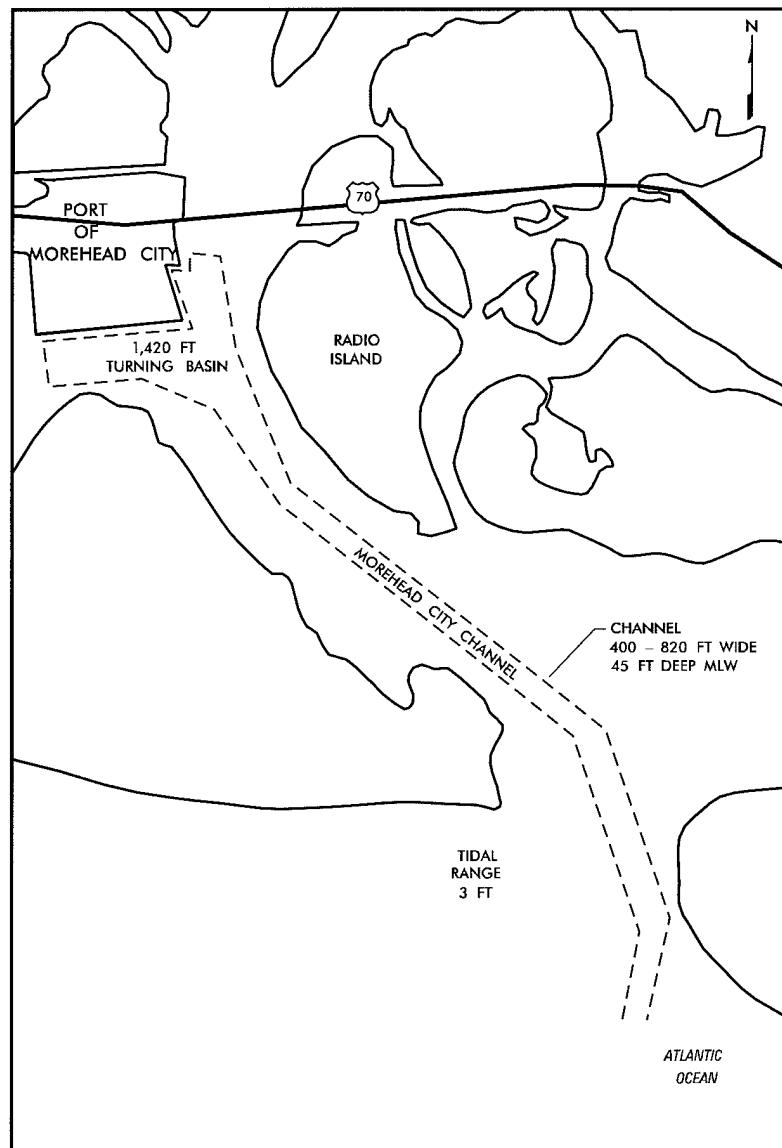 N
70
PORT
OF
MOREHEAD CITY
1,420 FT
TURNING BASIN
RADIO
ISLAND
MOREHEAD CITY CHANNEL
CHANNEL
400 – 820 FT WIDE
45 FT DEEP MLW
TIDAL
RANGE
3 FT
ATLANTIC
OCEAN